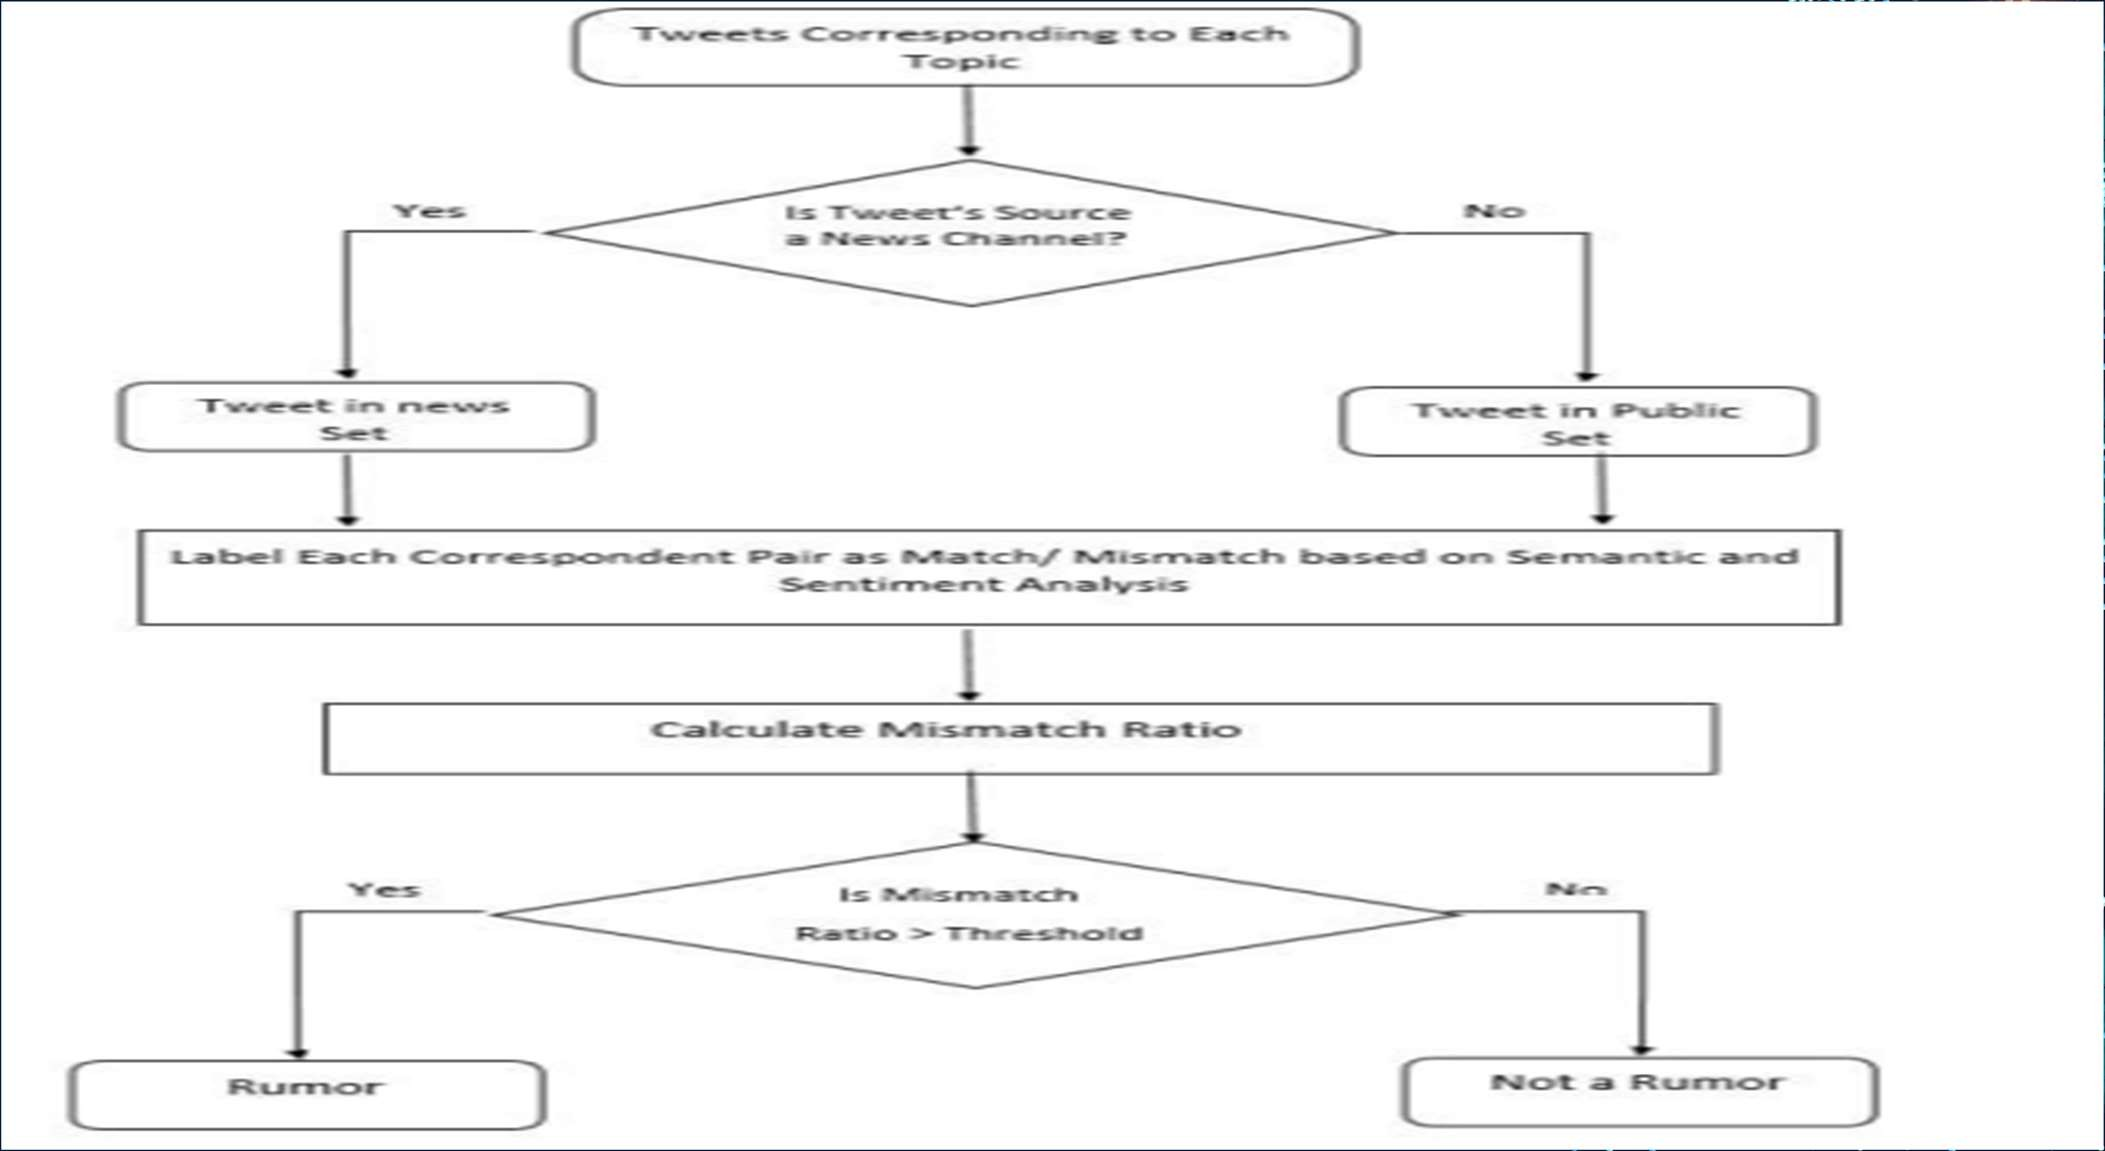 Tweets Corresponding to Each
Topic
Is Tweet's Source
a News Channel?
Yes
No
Tweet in news
Set
Tweet in Public
Set
Label Each Correspondent Pair as Match/ Mismatch based on Semantic and
Sentiment Analysis
Calculate Mismatch Ratio
Is Mismatch
Ratio > Threshold
Yes
No
Rumor
Not a Rumor